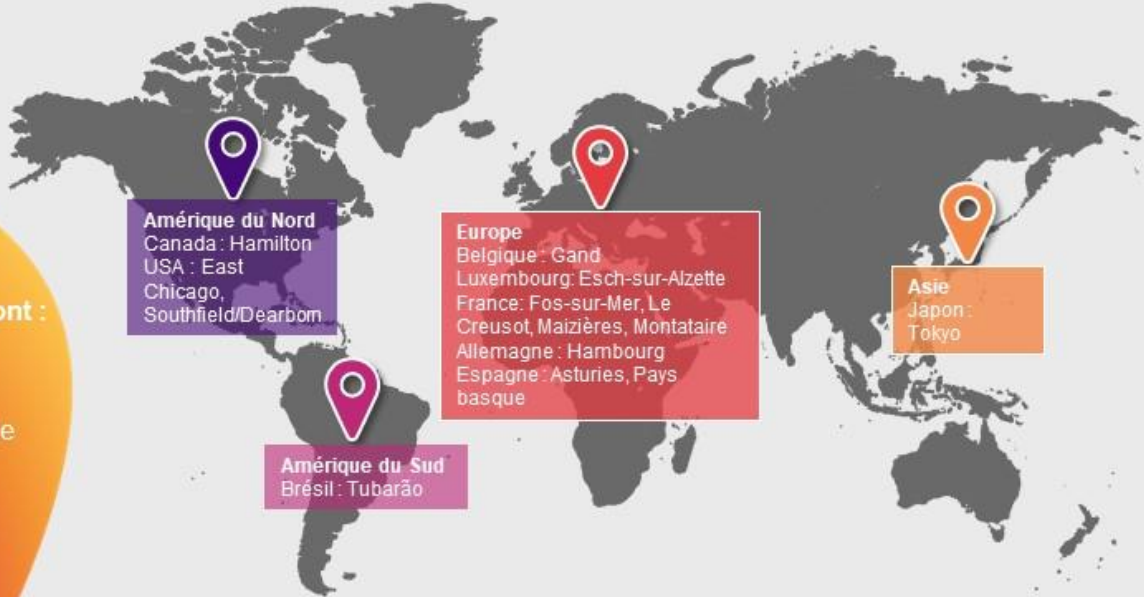 Amérique du Nord
Canada : Hamilton
USA : East
Chicago,
Southfield/Dearborn
Europe
Belgique : Gand
Luxembourg: Esch-sur-Alzette
France: Fos-sur-Mer, Le
Creusot, Maizières, Montataire
Allemagne : Hambourg
Espagne : Asturies, Pays
basque
Asie
Japon :
Tokyo
Amérique du Sud
Brésil : Tubarão